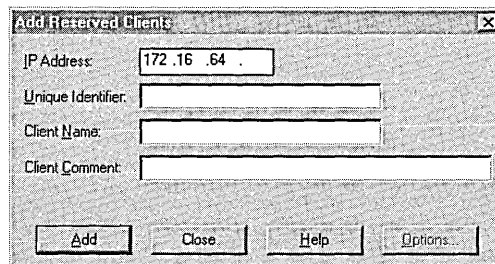 Add Reserved Clients
IP Address: 172 .16 .64 .
Unique Identifier:
Client Name:
Client Comment:
Add Close Help Options...